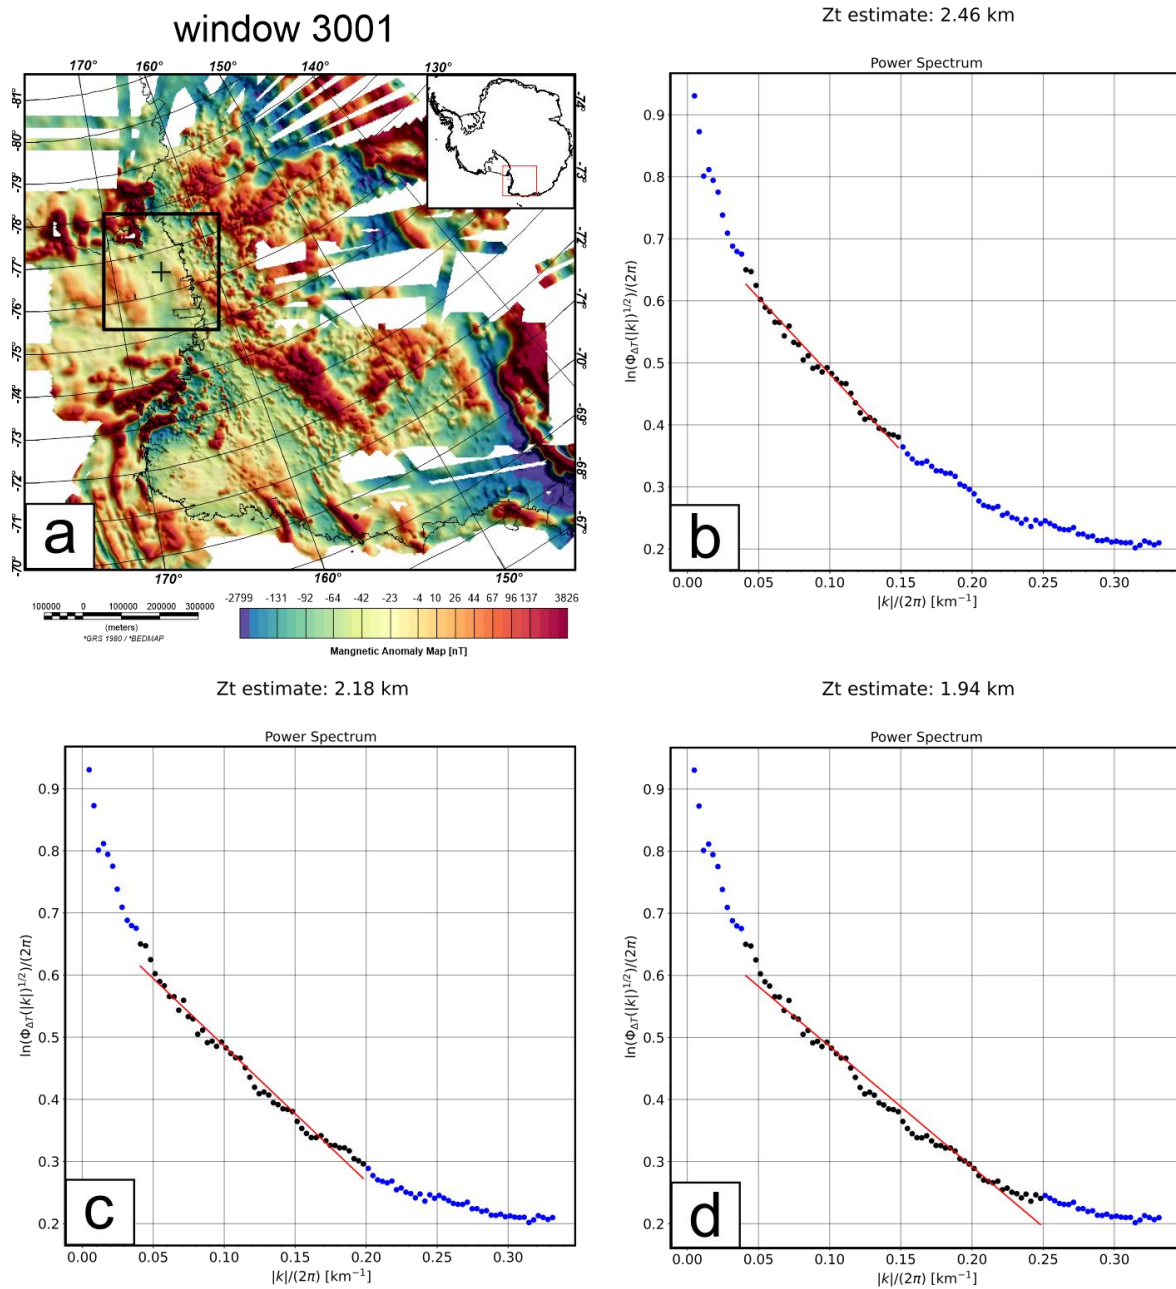 window 3001
170° 160° 150° 140° 130°
-81°
-80°
-79°
-78°
-77°
-76°
-75°
-74°
-73°
-72°
-71°
-70°
-74°
-73°
-72°
-71°
-70°
-69°
-68°
-67°
170° 160° 150°
a
100000 0 100000 200000 300000
(meters)
*GRS 1980 / *BEDMAP
-2799 -131 -92 -64 -42 -23 -4 10 26 44 67 96 137 3826
Mangnetic Anomaly Map [nT]
Zt estimate: 2.46 km
Power Spectrum
ln(Φ_ΔT(|k|)^1/2)/(2π)
0.9
0.8
0.7
0.6
0.5
0.4
0.3
0.2
b
0.00 0.05 0.10 0.15 0.20 0.25 0.30
|k|/(2π) [km⁻¹]
Zt estimate: 2.18 km
Power Spectrum
ln(Φ_ΔT(|k|)^1/2)/(2π)
0.9
0.8
0.7
0.6
0.5
0.4
0.3
0.2
c
0.00 0.05 0.10 0.15 0.20 0.25 0.30
|k|/(2π) [km⁻¹]
Zt estimate: 1.94 km
Power Spectrum
ln(Φ_ΔT(|k|)^1/2)/(2π)
0.9
0.8
0.7
0.6
0.5
0.4
0.3
0.2
d
0.00 0.05 0.10 0.15 0.20 0.25 0.30
|k|/(2π) [km⁻¹]